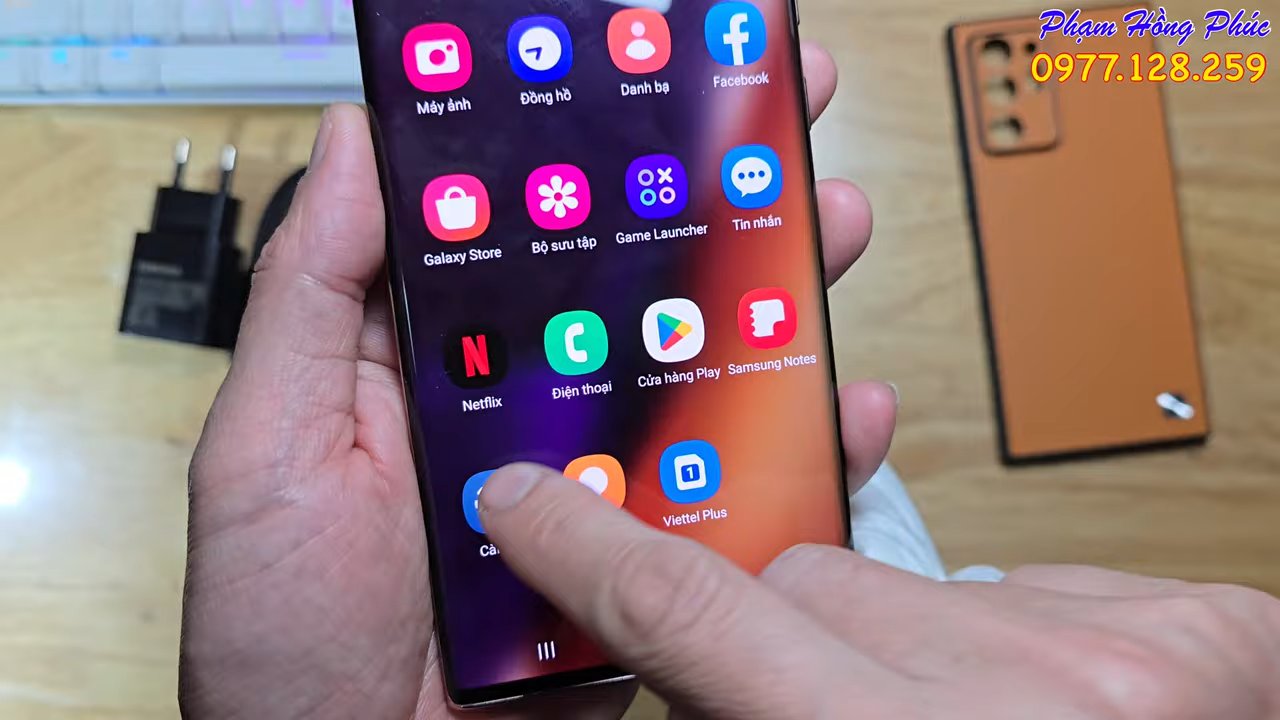 Phạm Hồng Phúc
0977.128.259
Máy ảnh
Đồng hồ
Danh bạ
Facebook
Galaxy Store
Bộ sưu tập
Game Launcher
Tin nhắn
N
Netflix
Điện thoại
Cửa hàng Play
Samsung Notes
1
Viettel Plus